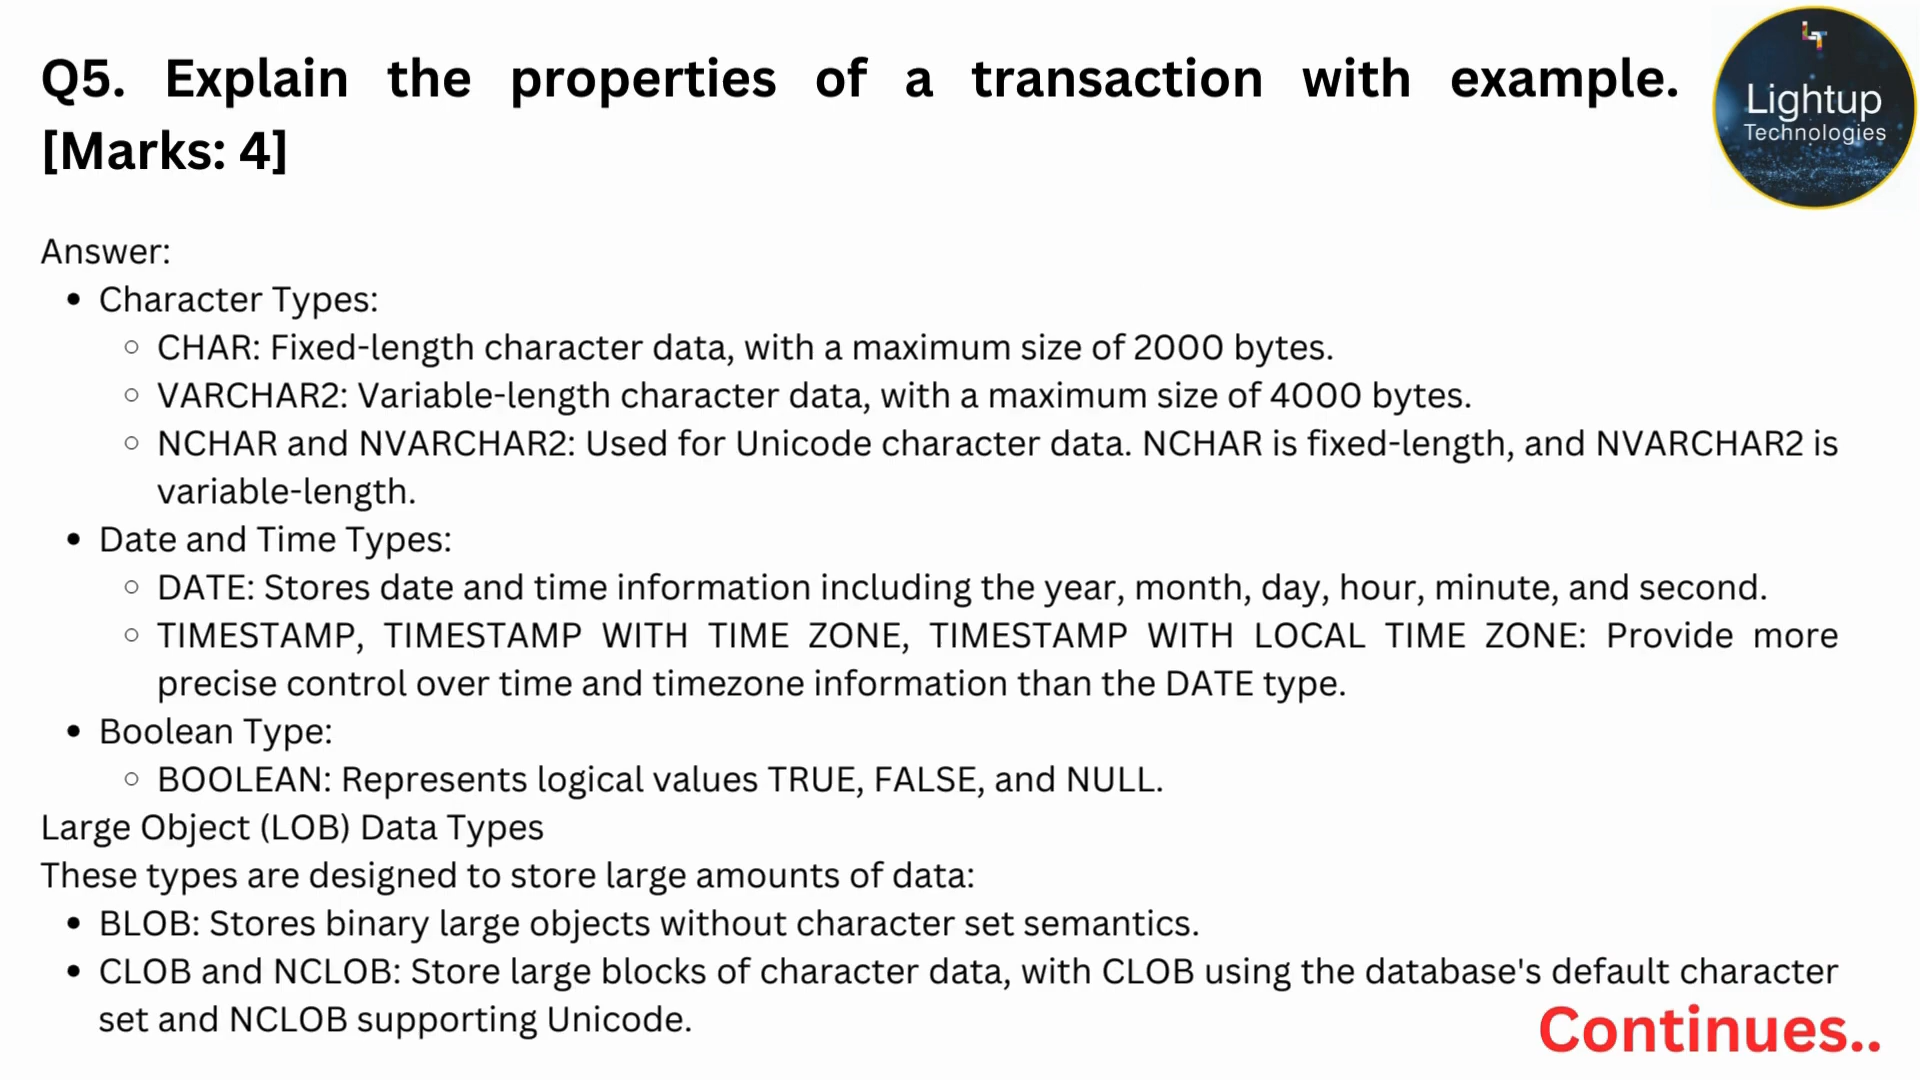 Q5. Explain the properties of a transaction with example.
[Marks: 4]
LT
Lightup
Technologies
Answer:
• Character Types:
○ CHAR: Fixed-length character data, with a maximum size of 2000 bytes.
○ VARCHAR2: Variable-length character data, with a maximum size of 4000 bytes.
○ NCHAR and NVARCHAR2: Used for Unicode character data. NCHAR is fixed-length, and NVARCHAR2 is
variable-length.
• Date and Time Types:
○ DATE: Stores date and time information including the year, month, day, hour, minute, and second.
○ TIMESTAMP, TIMESTAMP WITH TIME ZONE, TIMESTAMP WITH LOCAL TIME ZONE: Provide more
precise control over time and timezone information than the DATE type.
• Boolean Type:
○ BOOLEAN: Represents logical values TRUE, FALSE, and NULL.
Large Object (LOB) Data Types
These types are designed to store large amounts of data:
• BLOB: Stores binary large objects without character set semantics.
• CLOB and NCLOB: Store large blocks of character data, with CLOB using the database's default character
set and NCLOB supporting Unicode.
Continues..